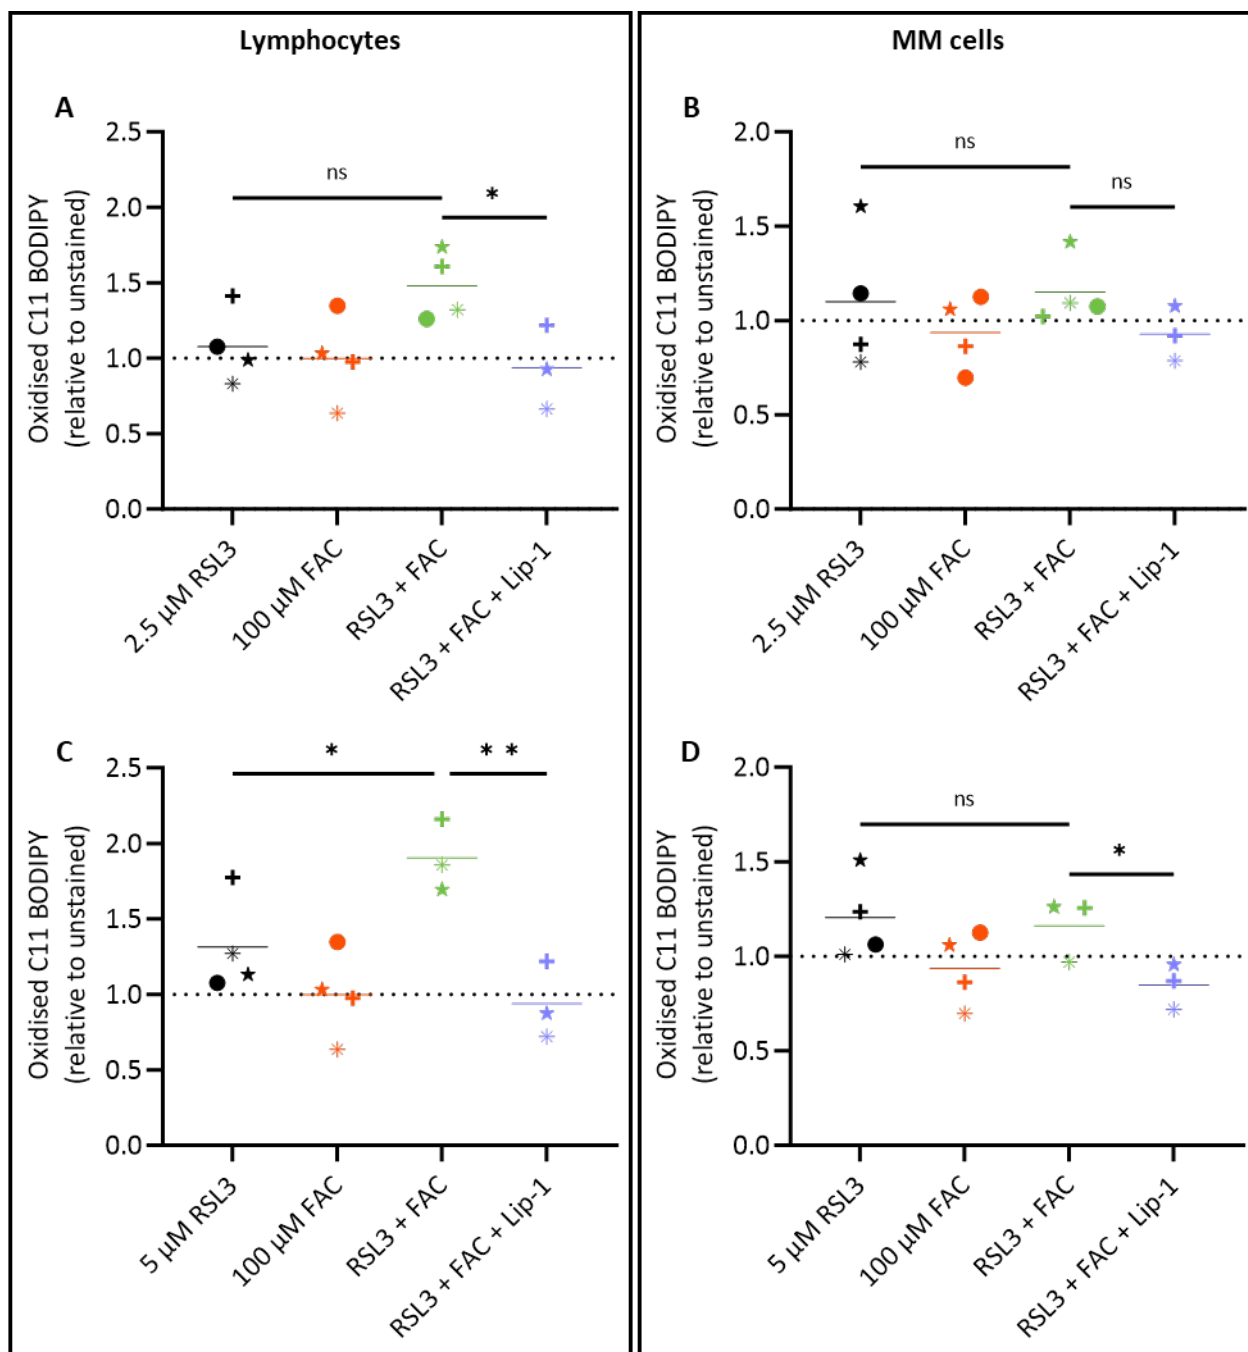 Lymphocytes
A
Oxidised C11 BODIPY
(relative to unstained)
2.5
2.0
1.5
1.0
0.5
0.0
ns
*
2.5 µM RSL3
100 µM FAC
RSL3 + FAC
RSL3 + FAC + Lip-1
MM cells
B
Oxidised C11 BODIPY
(relative to unstained)
2.0
1.5
1.0
0.5
0.0
ns
ns
2.5 µM RSL3
100 µM FAC
RSL3 + FAC
RSL3 + FAC + Lip-1
C
Oxidised C11 BODIPY
(relative to unstained)
2.5
2.0
1.5
1.0
0.5
0.0
*
* *
5 µM RSL3
100 µM FAC
RSL3 + FAC
RSL3 + FAC + Lip-1
D
Oxidised C11 BODIPY
(relative to unstained)
2.0
1.5
1.0
0.5
0.0
ns
*
5 µM RSL3
100 µM FAC
RSL3 + FAC
RSL3 + FAC + Lip-1